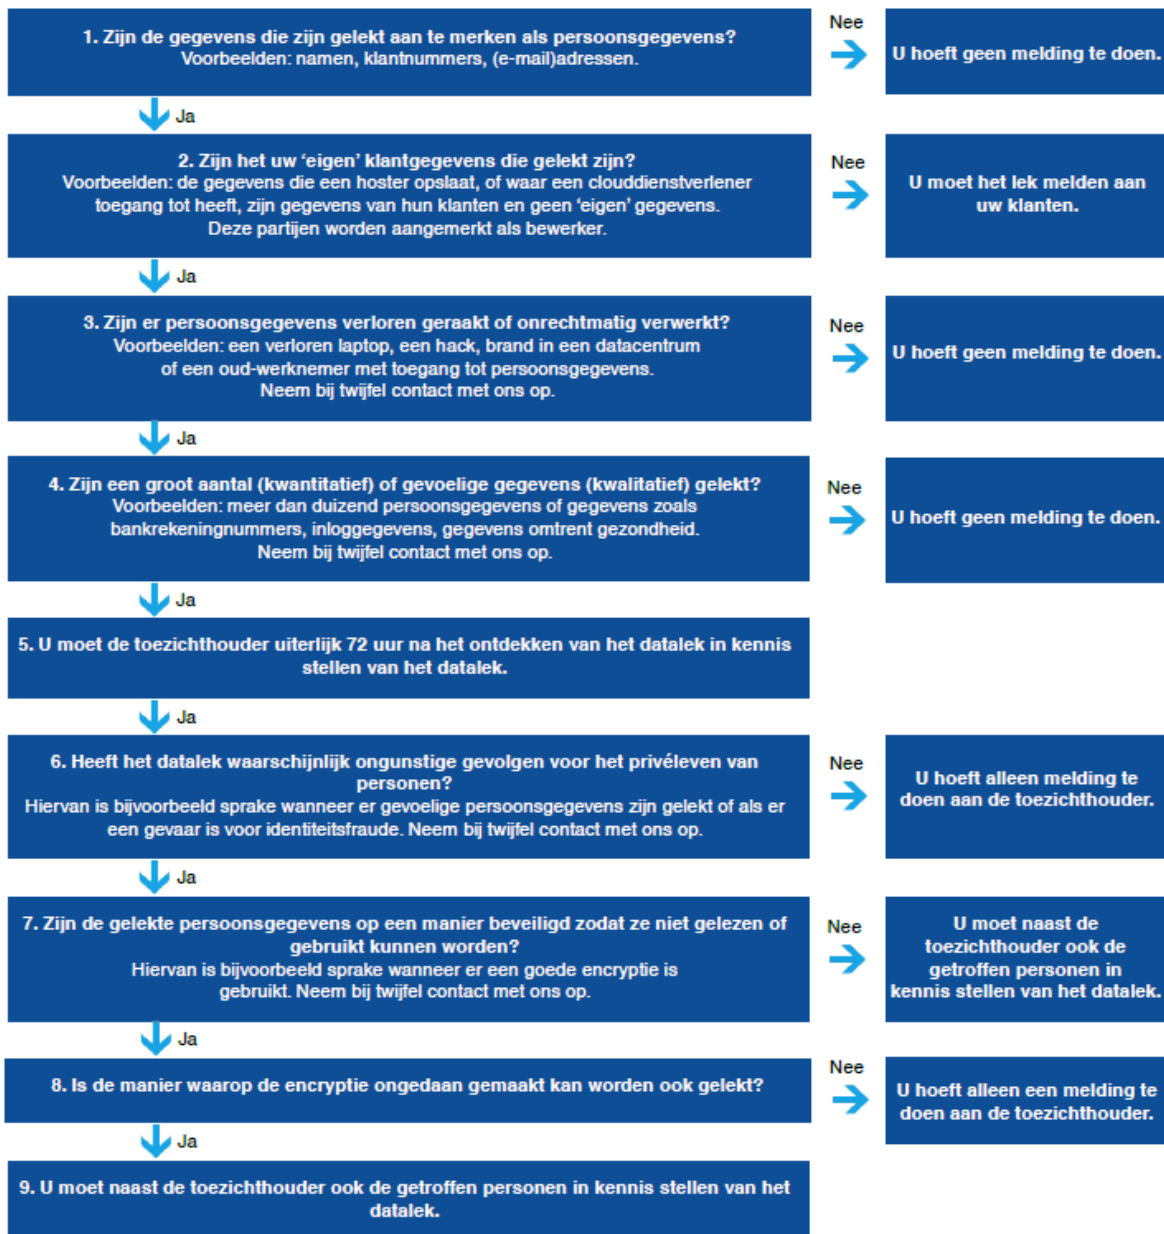 1. Zijn de gegevens die zijn gelekt aan te merken als persoonsgegevens?
Voorbeelden: namen, klantnummers, (e-mail)adressen.
Nee
U hoeft geen melding te doen.
Ja
2. Zijn het uw ‘eigen’ klantgegevens die gelekt zijn?
Voorbeelden: de gegevens die een hoster opslaat, of waar een clouddienstverlener
toegang tot heeft, zijn gegevens van hun klanten en geen ‘eigen’ gegevens.
Deze partijen worden aangemerkt als bewerker.
Nee
U moet het lek melden aan
uw klanten.
Ja
3. Zijn er persoonsgegevens verloren geraakt of onrechtmatig verwerkt?
Voorbeelden: een verloren laptop, een hack, brand in een datacentrum
of een oud-werknemer met toegang tot persoonsgegevens.
Neem bij twijfel contact met ons op.
Nee
U hoeft geen melding te doen.
Ja
4. Zijn een groot aantal (kwantitatief) of gevoelige gegevens (kwalitatief) gelekt?
Voorbeelden: meer dan duizend persoonsgegevens of gegevens zoals
bankrekeningnummers, inloggegevens, gegevens omtrent gezondheid.
Neem bij twijfel contact met ons op.
Nee
U hoeft geen melding te doen.
Ja
5. U moet de toezichthouder uiterlijk 72 uur na het ontdekken van het datalek in kennis
stellen van het datalek.
Ja
6. Heeft het datalek waarschijnlijk ongunstige gevolgen voor het privéleven van
personen?
Hiervan is bijvoorbeeld sprake wanneer er gevoelige persoonsgegevens zijn gelekt of als er
een gevaar is voor identiteitsfraude. Neem bij twijfel contact met ons op.
Nee
U hoeft alleen melding te
doen aan de toezichthouder.
Ja
7. Zijn de gelekte persoonsgegevens op een manier beveiligd zodat ze niet gelezen of
gebruikt kunnen worden?
Hiervan is bijvoorbeeld sprake wanneer er een goede encryptie is
gebruikt. Neem bij twijfel contact met ons op.
Nee
U moet naast de
toezichthouder ook de
getroffen personen in
kennis stellen van het datalek.
Ja
8. Is de manier waarop de encryptie ongedaan gemaakt kan worden ook gelekt?
Nee
U hoeft alleen een melding te
doen aan de toezichthouder.
Ja
9. U moet naast de toezichthouder ook de getroffen personen in kennis stellen van het
datalek.